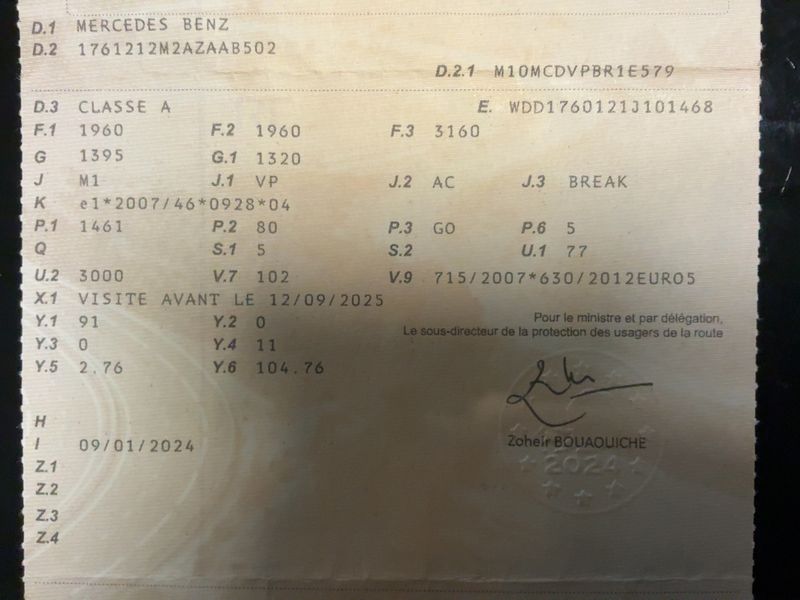 D.1 MERCEDES BENZ
D.2 1761212M2AZAAB502
D.2.1 M10MCDVPBR1E579
D.3 CLASSE A E. WDD1760121J101468
F.1 1960 F.2 1960 F.3 3160
G 1395 G.1 1320
J M1 J.1 VP J.2 AC J.3 BREAK
K e1*2007/46*0928*04
P.1 1461 P.2 80 P.3 GO P.6 5
Q S.1 5 S.2 U.1 77
U.2 3000 V.7 102 V.9 715/2007*630/2012EURO5
X.1 VISITE AVANT LE 12/09/2025
Y.1 91 Y.2 0
Y.3 0 Y.4 11
Y.5 2.76 Y.6 104.76
Pour le ministre et par délégation,
Le sous-directeur de la protection des usagers de la route
Zoheir BOUAOUICHE
2024
H
I 09/01/2024
Z.1
Z.2
Z.3
Z.4